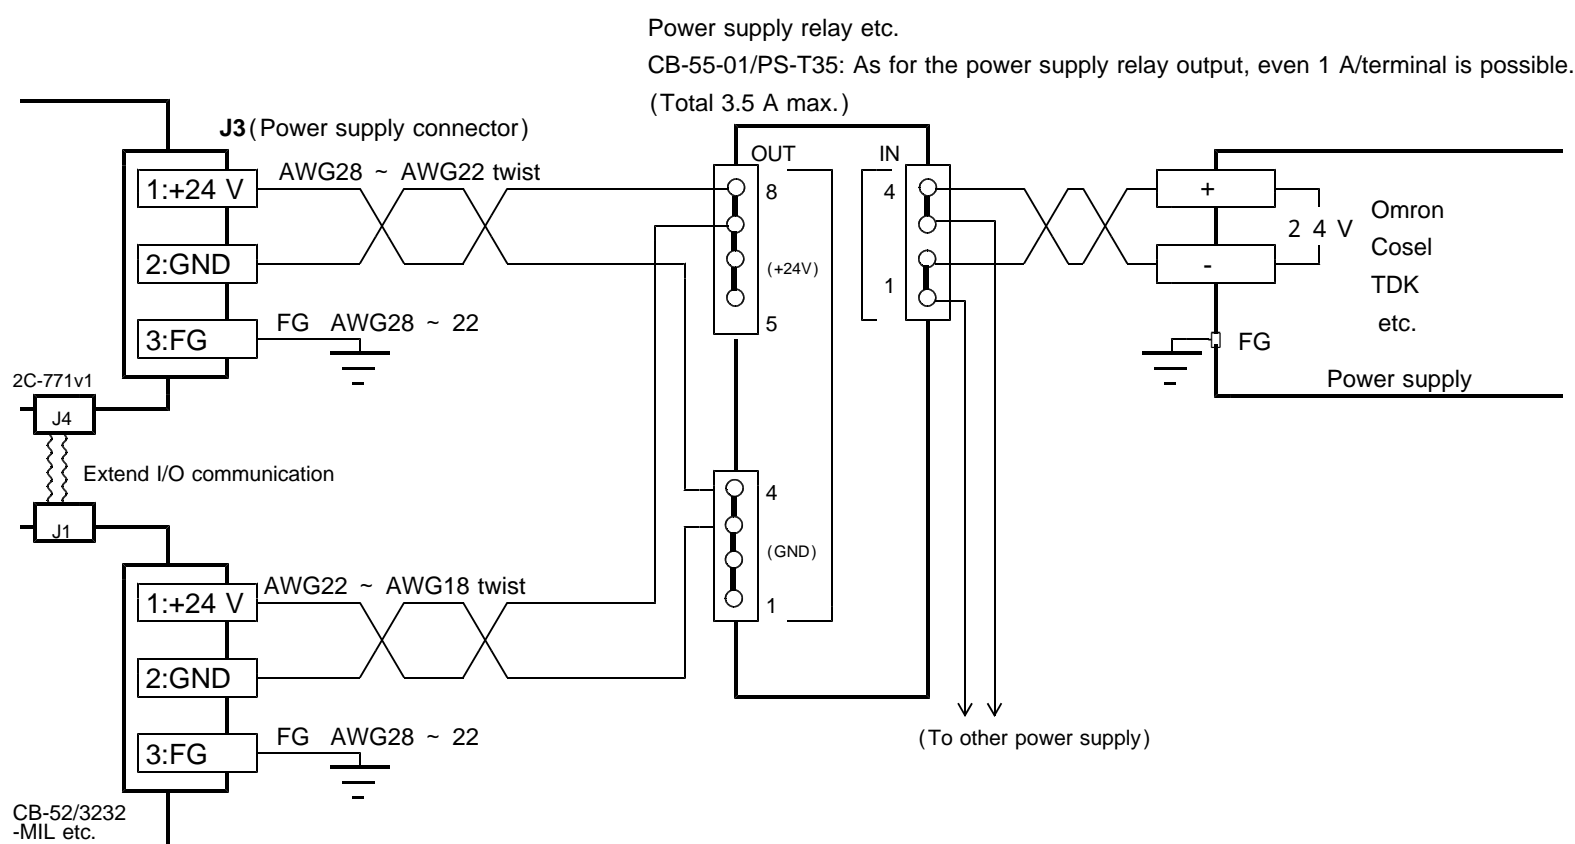 Power supply relay etc.
CB-55-01/PS-T35: As for the power supply relay output, even 1 A/terminal is possible.
(Total 3.5 A max.)
J3(Power supply connector)
AWG28 ~ AWG22 twist
1:+24 V
2:GND
3:FG
FG AWG28 ~ 22
2C-771v1
J4
Extend I/O communication
J1
AWG22 ~ AWG18 twist
1:+24 V
2:GND
3:FG
FG AWG28 ~ 22
CB-52/3232
-MIL etc.
OUT
IN
8
(+24V)
5
4
(GND)
1
4
1
(To other power supply)
+
-
2 4 V
Omron
Cosel
TDK
etc.
FG
Power supply